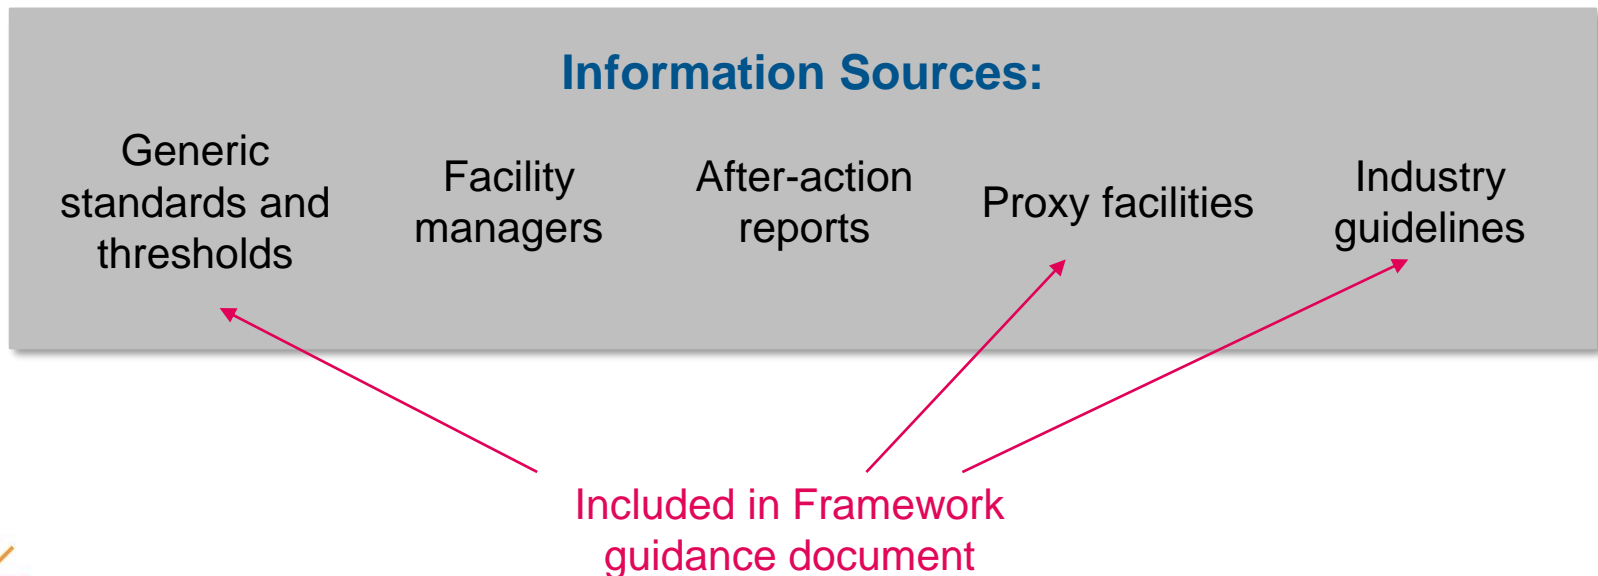 Information Sources:
Generic
standards and
thresholds
Facility
managers
After-action
reports
Proxy facilities
Industry
guidelines
Included in Framework
guidance document